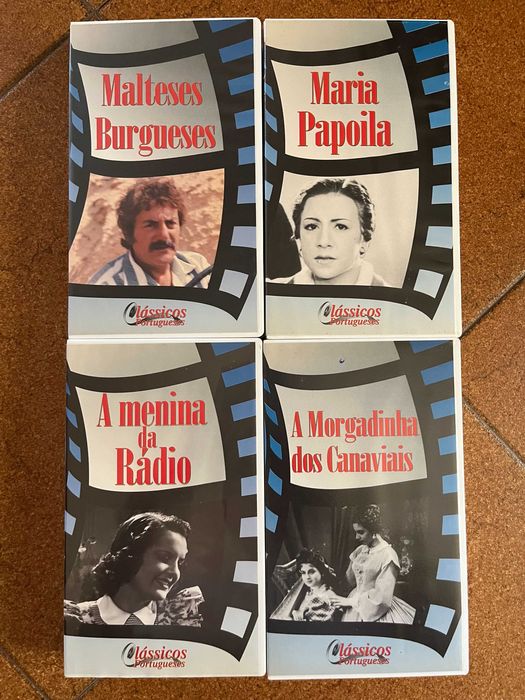 Malteses
Burgueses
Clássicos
Portugueses
Maria
Papoila
Clássicos
Portugueses
A menina
da
Rádio
Clássicos
Portugueses
A Morgadinha
dos Canaviais
Clássicos
Portugueses